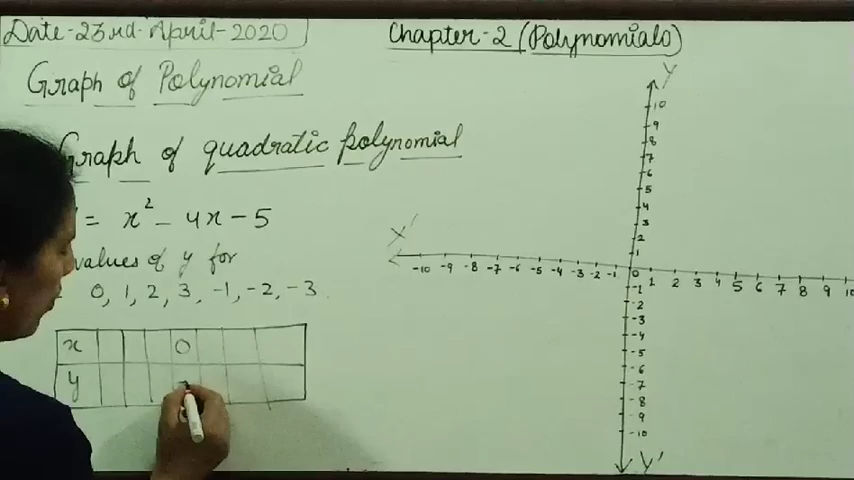 Date-23rd-April-2020
Chapter-2 (Polynomials)
Graph of Polynomial
Graph of quadratic polynomial
= x² - 4x - 5
values of y for
0, 1, 2, 3, -1, -2, -3
x 0
y
Y
10
9
8
7
6
5
4
3
2
1
X'
-10 -9 -8 -7 -6 -5 -4 -3 -2 -1 0 1 2 3 4 5 6 7 8 9 10
-1
-2
-3
-4
-5
-6
-7
-8
-9
-10
Y'